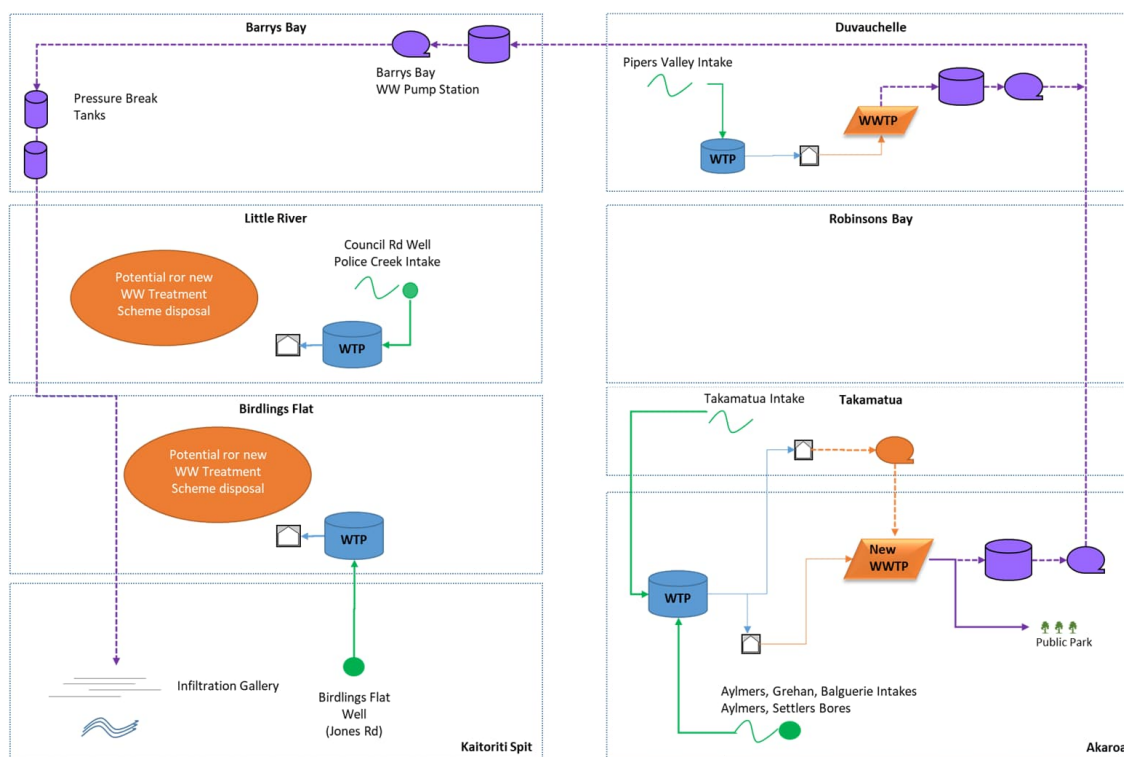 Barrys Bay
Barrys Bay
WW Pump Station
Pressure Break
Tanks
Duvauchelle
Pipers Valley Intake
WTP
WWTP
Little River
Potential ror new
WW Treatment
Scheme disposal
Council Rd Well
Police Creek Intake
WTP
Robinsons Bay
Birdlings Flat
Potential ror new
WW Treatment
Scheme disposal
WTP
Takamatua Intake
Takamatua
Infiltration Gallery
Birdlings Flat
Well
(Jones Rd)
Kaitoriti Spit
New
WWTP
WTP
Public Park
Aylmers, Grehan, Balguerie Intakes
Aylmers, Settlers Bores
Akaroa